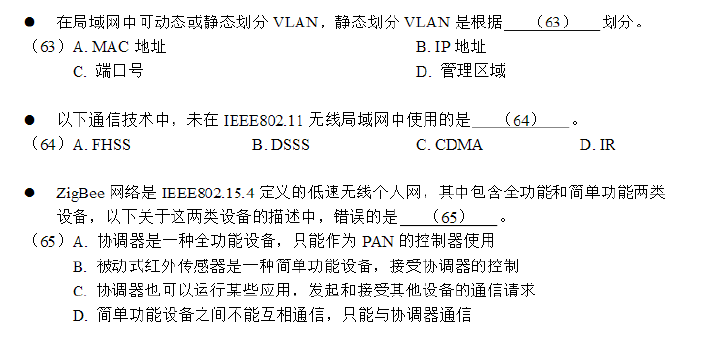 ● 在局域网中可动态或静态划分 VLAN，静态划分 VLAN 是根据 （63） 划分。
（63）A. MAC 地址 B. IP 地址
C. 端口号 D. 管理区域
● 以下通信技术中，未在 IEEE802.11 无线局域网中使用的是 （64） 。
（64）A. FHSS B. DSSS C. CDMA D. IR
● ZigBee 网络是 IEEE802.15.4 定义的低速无线个人网，其中包含全功能和简单功能两类
设备，以下关于这两类设备的描述中，错误的是 （65） 。
（65）A. 协调器是一种全功能设备，只能作为 PAN 的控制器使用
B. 被动式红外传感器是一种简单功能设备，接受协调器的控制
C. 协调器也可以运行某些应用，发起和接受其他设备的通信请求
D. 简单功能设备之间不能互相通信，只能与协调器通信